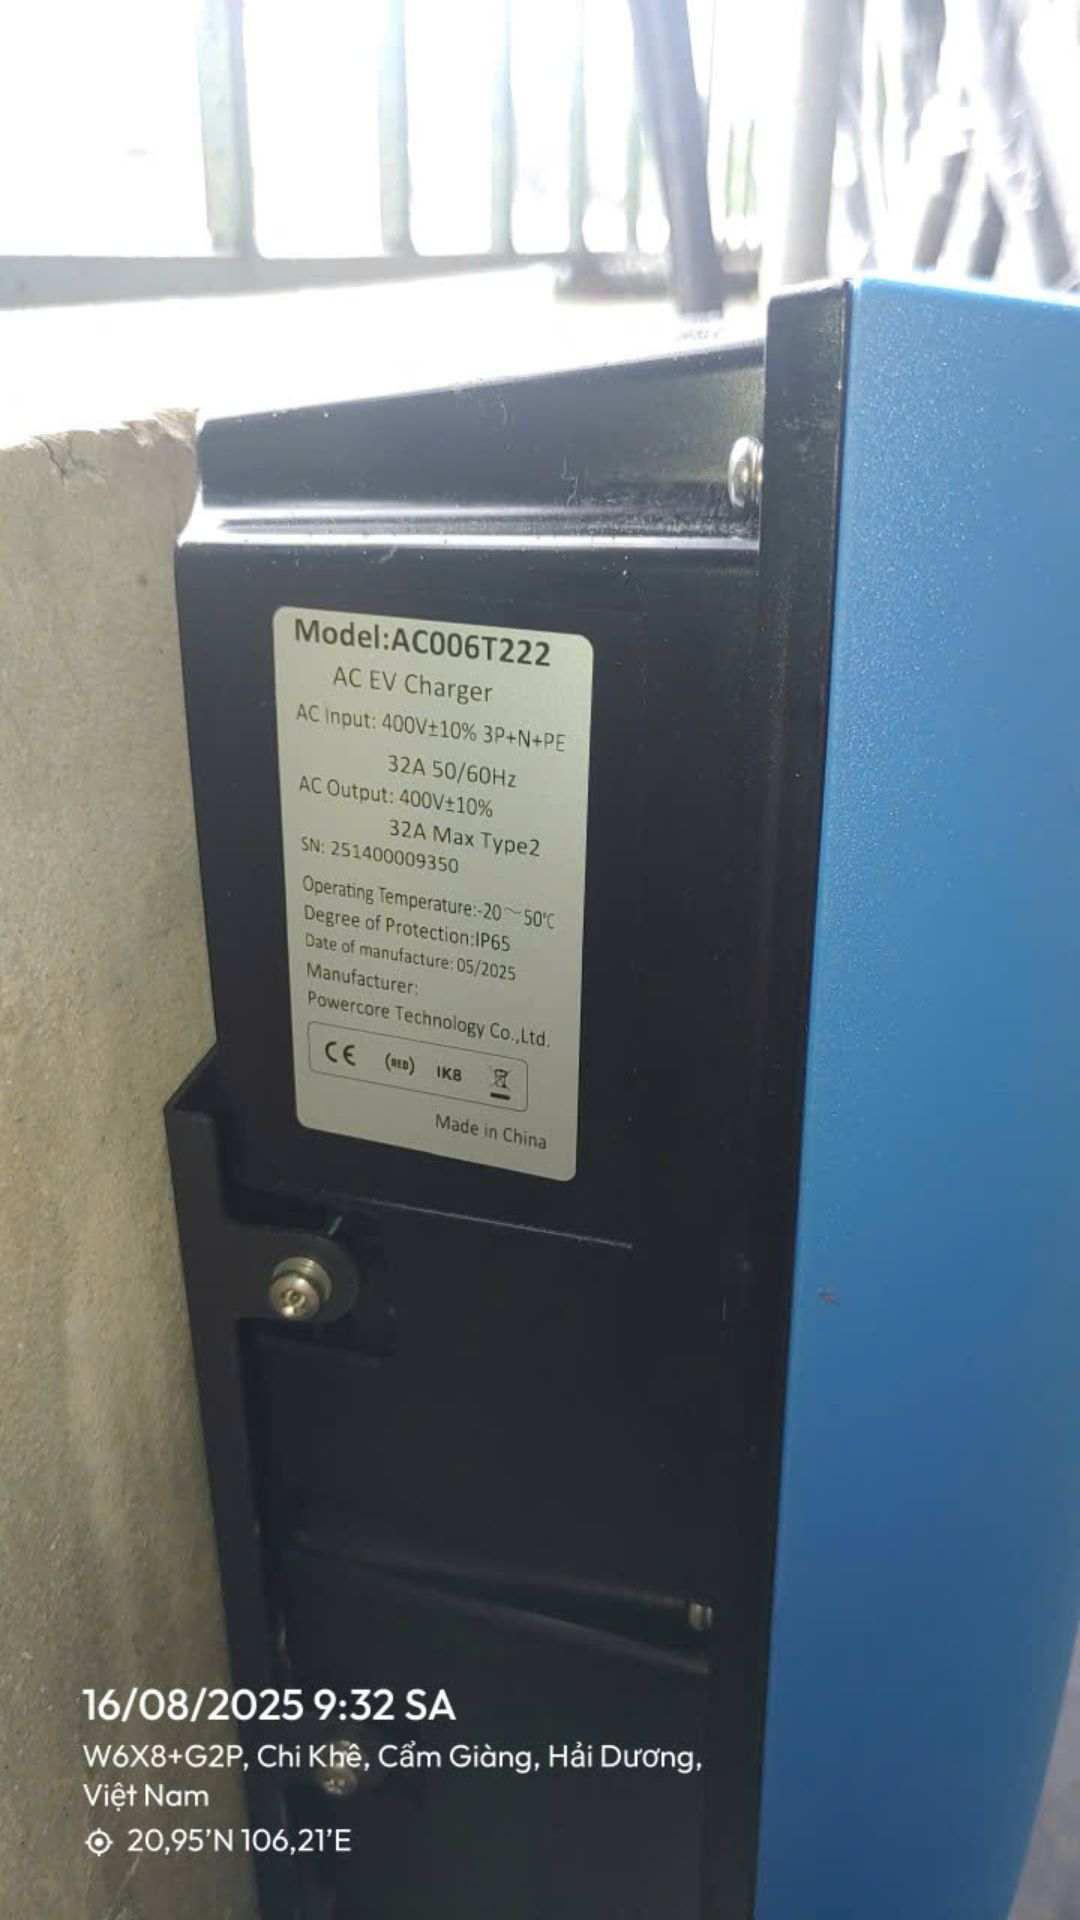 Model:AC006T222
AC EV Charger
AC Input: 400V±10% 3P+N+PE
32A 50/60Hz
AC Output: 400V±10%
32A Max Type2
SN: 251400009350
Operating Temperature:-20～50℃
Degree of Protection:IP65
Date of manufacture: 05/2025
Manufacturer:
Powercore Technology Co.,Ltd.
CE (RED) IK8
Made in China
16/08/2025 9:32 SA
W6X8+G2P, Chi Khê, Cẩm Giàng, Hải Dương,
Việt Nam
20,95'N 106,21'E